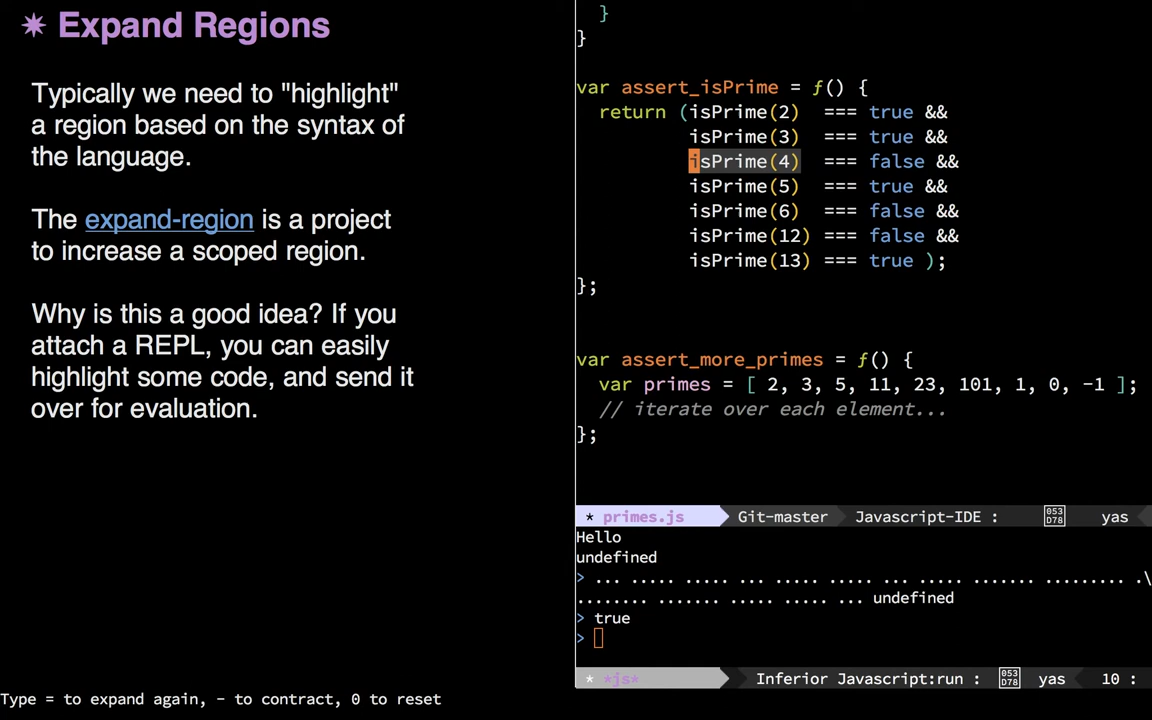 ✷ Expand Regions
Typically we need to "highlight"
a region based on the syntax of
the language.
The expand-region is a project
to increase a scoped region.
Why is this a good idea? If you
attach a REPL, you can easily
highlight some code, and send it
over for evaluation.
}
}
var assert_isPrime = ƒ() {
return (isPrime(2) === true &&
isPrime(3) === true &&
isPrime(4) === false &&
isPrime(5) === true &&
isPrime(6) === false &&
isPrime(12) === false &&
isPrime(13) === true );
};
var assert_more_primes = ƒ() {
var primes = [ 2, 3, 5, 11, 23, 101, 1, 0, -1 ];
// iterate over each element...
};
* primes.js Git-master Javascript-IDE : 053 D78 yas
Hello
undefined
> ... ..... ..... ... ..... ..... ... ..... ....... ......... .\
........ ....... ..... ..... ... undefined
> true
>
* *js* Inferior Javascript:run : 053 D78 yas 10 :
Type = to expand again, - to contract, 0 to reset